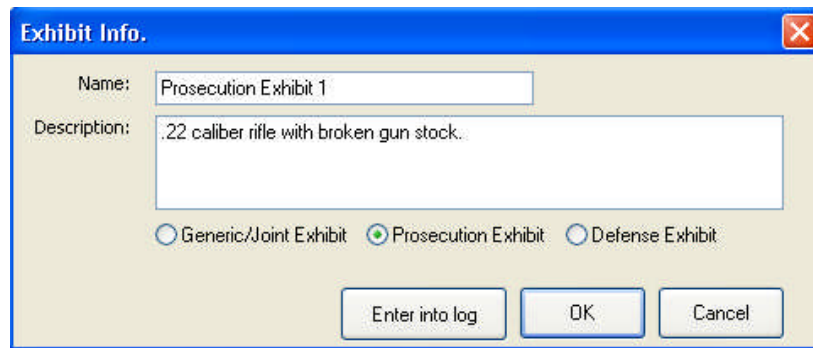 Exhibit Info.
Name: Prosecution Exhibit 1
Description: .22 caliber rifle with broken gun stock.
Generic/Joint Exhibit Prosecution Exhibit Defense Exhibit
Enter into log OK Cancel